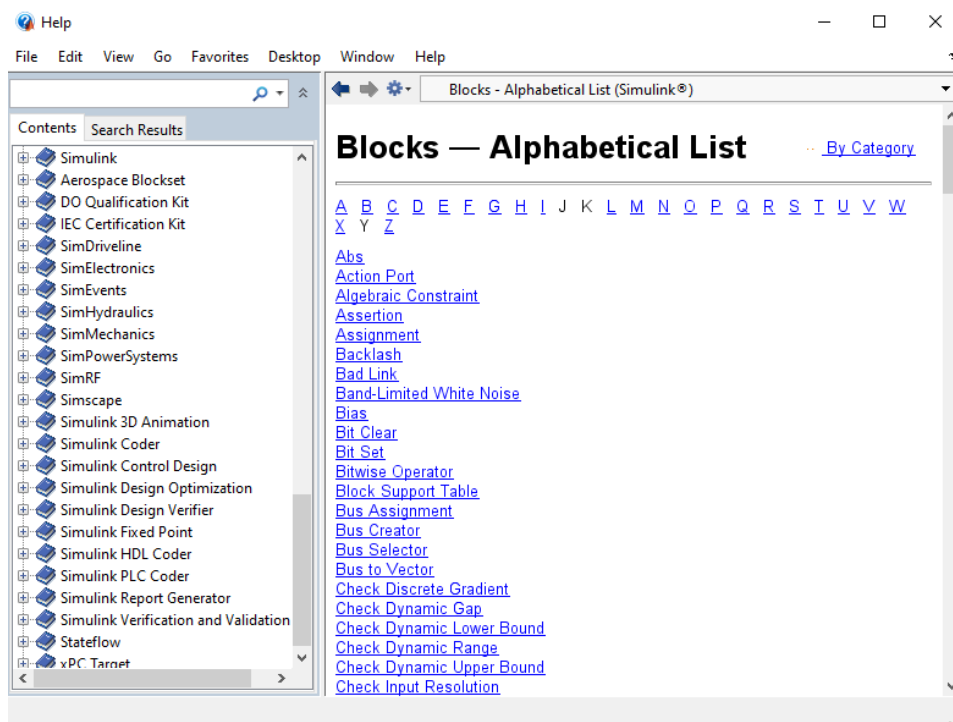 Help
File Edit View Go Favorites Desktop Window Help
Contents Search Results
Simulink
Aerospace Blockset
DO Qualification Kit
IEC Certification Kit
SimDriveline
SimElectronics
SimEvents
SimHydraulics
SimMechanics
SimPowerSystems
SimRF
Simscape
Simulink 3D Animation
Simulink Coder
Simulink Control Design
Simulink Design Optimization
Simulink Design Verifier
Simulink Fixed Point
Simulink HDL Coder
Simulink PLC Coder
Simulink Report Generator
Simulink Verification and Validation
Stateflow
xPC Target
Blocks - Alphabetical List (Simulink®)
Blocks — Alphabetical List
By Category
A B C D E F G H I J K L M N O P Q R S T U V W
X Y Z
Abs
Action Port
Algebraic Constraint
Assertion
Assignment
Backlash
Bad Link
Band-Limited White Noise
Bias
Bit Clear
Bit Set
Bitwise Operator
Block Support Table
Bus Assignment
Bus Creator
Bus Selector
Bus to Vector
Check Discrete Gradient
Check Dynamic Gap
Check Dynamic Lower Bound
Check Dynamic Range
Check Dynamic Upper Bound
Check Input Resolution